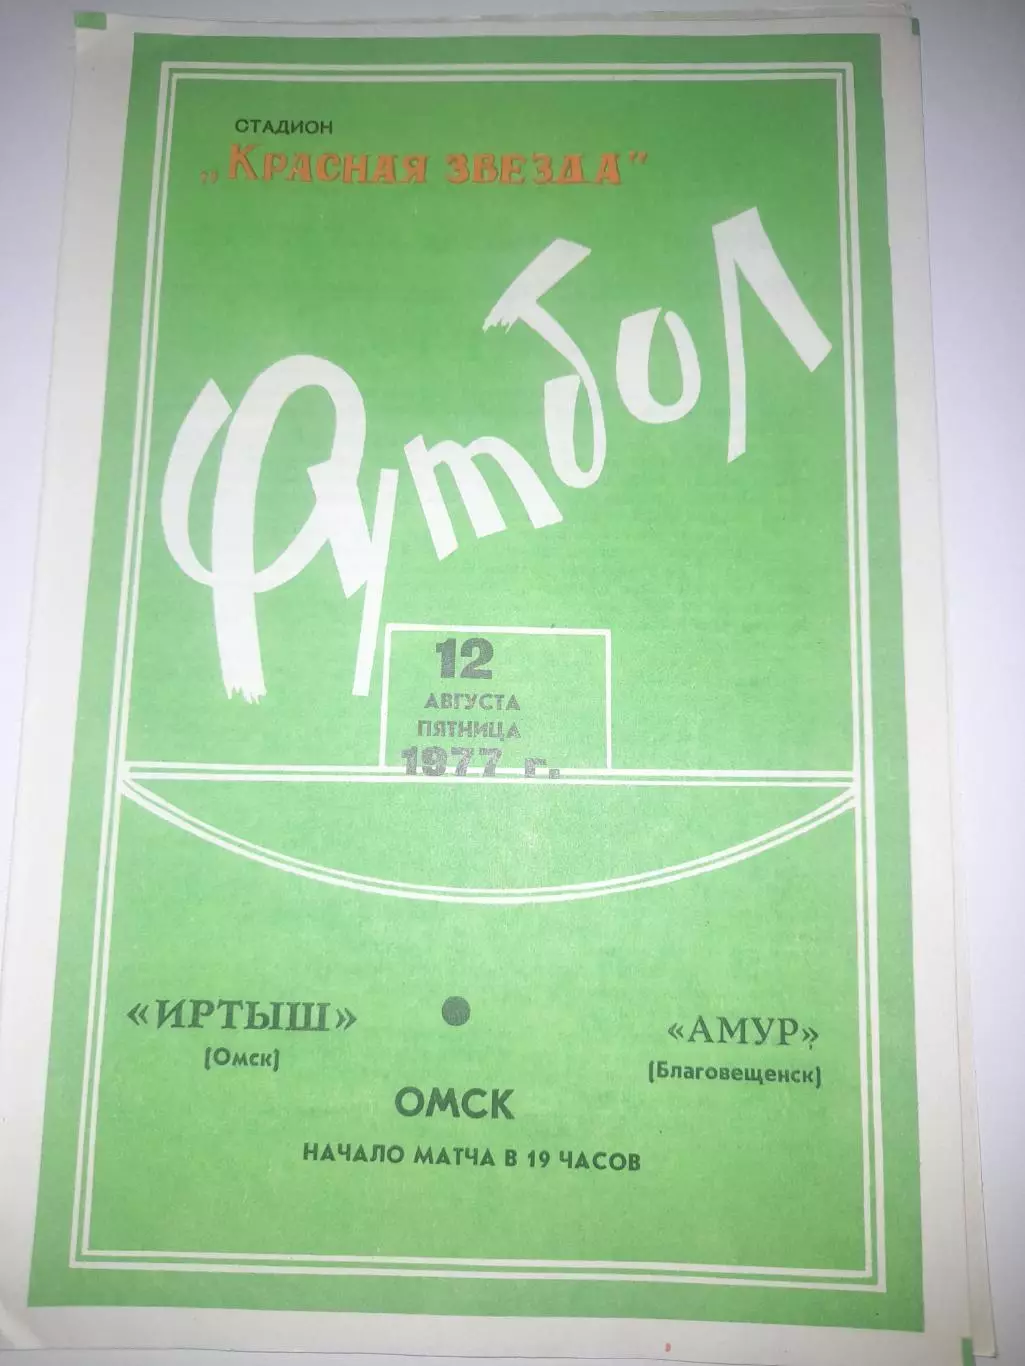 СТАДИОН
„КРАСНАЯ ЗВЕЗДА"
Футбол
12
АВГУСТА
ПЯТНИЦА
1977 г.
«ИРТЫШ»
(Омск)
«АМУР»
(Благовещенск)
ОМСК
НАЧАЛО МАТЧА В 19 ЧАСОВ